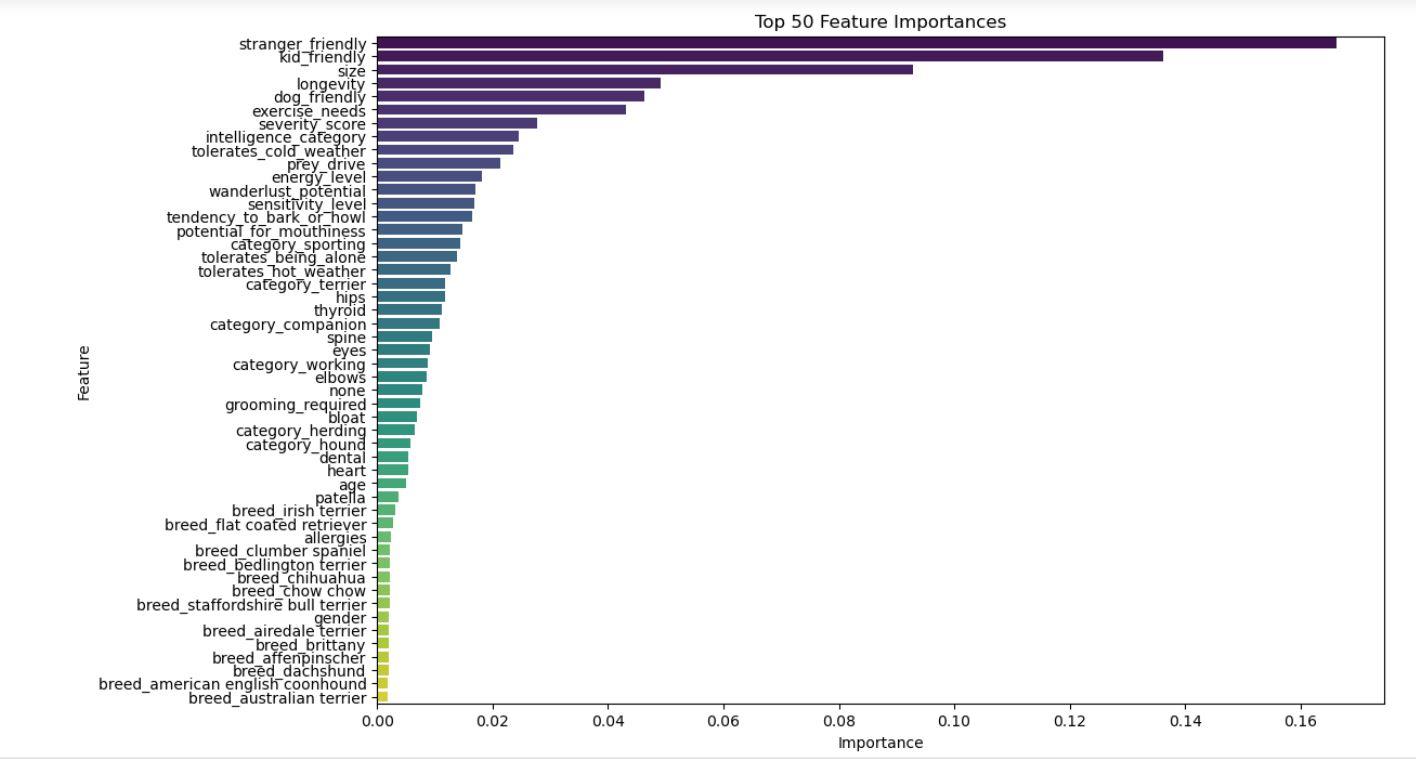 Top 50 Feature Importances
stranger_friendly
kid_friendly
size
longevity
dog_friendly
exercise_needs
severity_score
intelligence_category
tolerates_cold_weather
prey_drive
energy_level
wanderlust_potential
sensitivity_level
tendency_to_bark_or_howl
potential_for_mouthiness
category_sporting
tolerates_being_alone
tolerates_hot_weather
category_terrier
hips
thyroid
category_companion
spine
eyes
category_working
elbows
none
grooming_required
bloat
category_herding
category_hound
dental
heart
age
patella
breed_irish terrier
breed_flat coated retriever
allergies
breed_clumber spaniel
breed_bedlington terrier
breed_chihuahua
breed_chow chow
breed_staffordshire bull terrier
gender
breed_airedale terrier
breed_brittany
breed_affenpinscher
breed_dachshund
breed_american english coonhound
breed_australian terrier
Feature
0.00 0.02 0.04 0.06 0.08 0.10 0.12 0.14 0.16
Importance